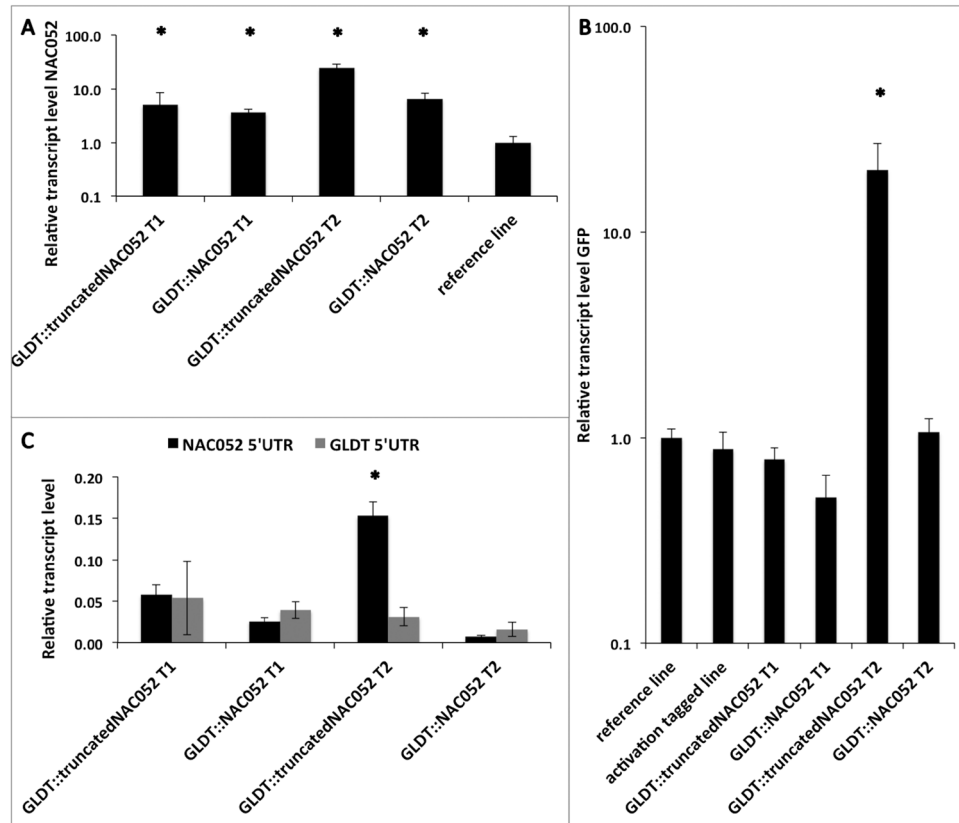 A
Relative transcript level NAC052
100.0
10.0
1.0
0.1
*
*
*
*
GLDT::truncatedNAC052 T1
GLDT::NAC052 T1
GLDT::truncatedNAC052 T2
GLDT::NAC052 T2
reference line
C
NAC052 5'UTR
GLDT 5'UTR
Relative transcript level
0.20
0.15
0.10
0.05
0.00
*
GLDT::truncatedNAC052 T1
GLDT::NAC052 T1
GLDT::truncatedNAC052 T2
GLDT::NAC052 T2
B
Relative transcript level GFP
100.0
10.0
1.0
0.1
*
reference line
activation tagged line
GLDT::truncatedNAC052 T1
GLDT::NAC052 T1
GLDT::truncatedNAC052 T2
GLDT::NAC052 T2